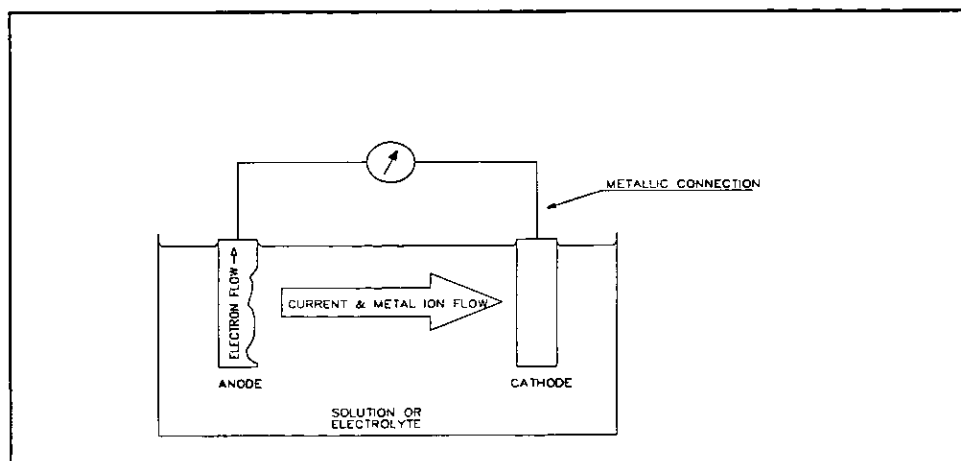 METALLIC CONNECTION
ELECTRON FLOW
CURRENT & METAL ION FLOW
ANODE
CATHODE
SOLUTION OR
ELECTROLYTE